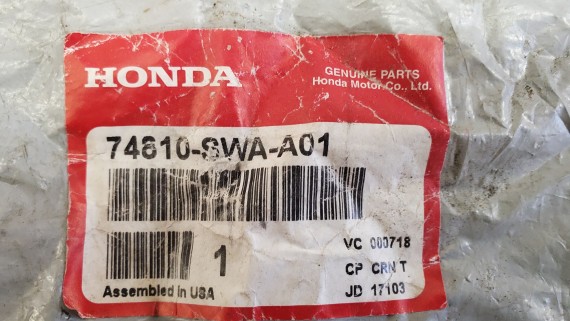 HONDA
GENUINE PARTS
Honda Motor Co., Ltd.
74810-SWA-A01
1
VC 000718
CP CRN T
Assembled in USA
JD 17103